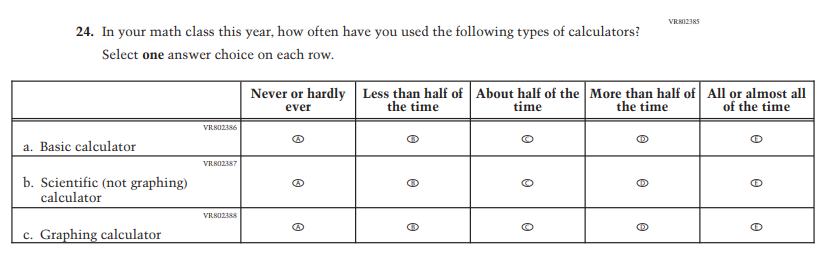 VR802385
24. In your math class this year, how often have you used the following types of calculators?
Select one answer choice on each row.
Never or hardly ever Less than half of the time About half of the time More than half of the time All or almost all of the time
VR802386
a. Basic calculator A B C D E
VR802387
b. Scientific (not graphing) calculator A B C D E
VR802388
c. Graphing calculator A B C D E